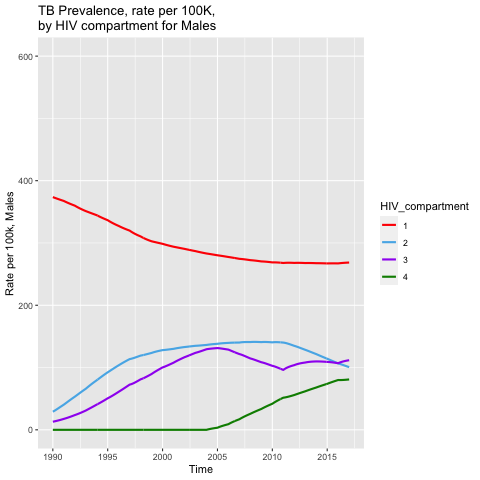 TB Prevalence, rate per 100K,
by HIV compartment for Males
600
400
200
0
Rate per 100k, Males
1990 1995 2000 2005 2010 2015
Time
HIV_compartment
1
2
3
4